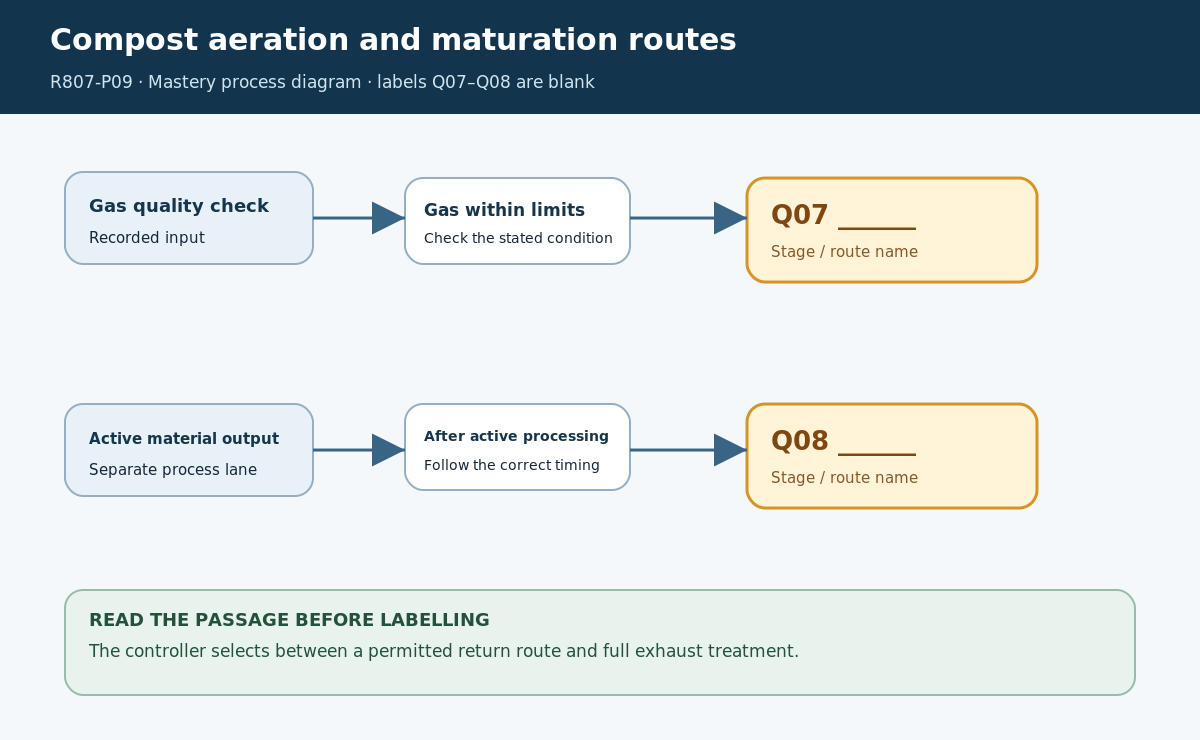 Compost aeration and maturation routes
R807-P09 · Mastery process diagram · labels Q07–Q08 are blank
Gas quality check
Recorded input
Gas within limits
Check the stated condition
Q07 ______
Stage / route name
Active material output
Separate process lane
After active processing
Follow the correct timing
Q08 ______
Stage / route name
READ THE PASSAGE BEFORE LABELLING
The controller selects between a permitted return route and full exhaust treatment.